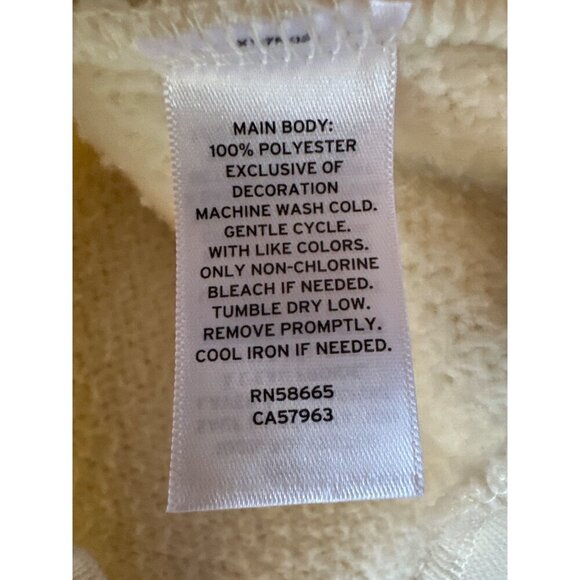 MAIN BODY:
100% POLYESTER
EXCLUSIVE OF
DECORATION
MACHINE WASH COLD.
GENTLE CYCLE.
WITH LIKE COLORS.
ONLY NON-CHLORINE
BLEACH IF NEEDED.
TUMBLE DRY LOW.
REMOVE PROMPTLY.
COOL IRON IF NEEDED.
RN58665
CA57963